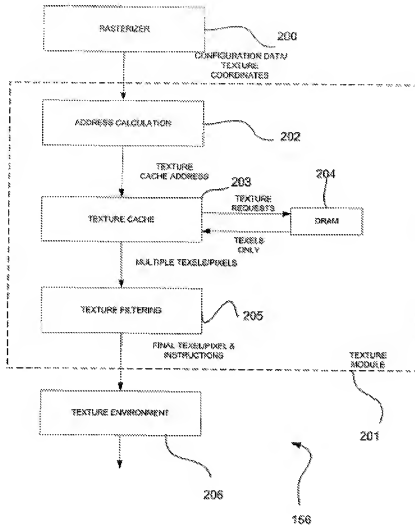 RASTERIZER
200
CONFIGURATION DATA/
TEXTURE
COORDINATES
ADDRESS CALCULATION
202
TEXTURE
CACHE ADDRESS
203
TEXTURE
REQUESTS
204
TEXTURE CACHE
DRAM
TEXELS
ONLY
MULTIPLE TEXELS/PIXELS
TEXTURE FILTERING
205
FINAL TEXEL/PIXEL &
INSTRUCTIONS
TEXTURE
MODULE
TEXTURE ENVIRONMENT
201
206
156